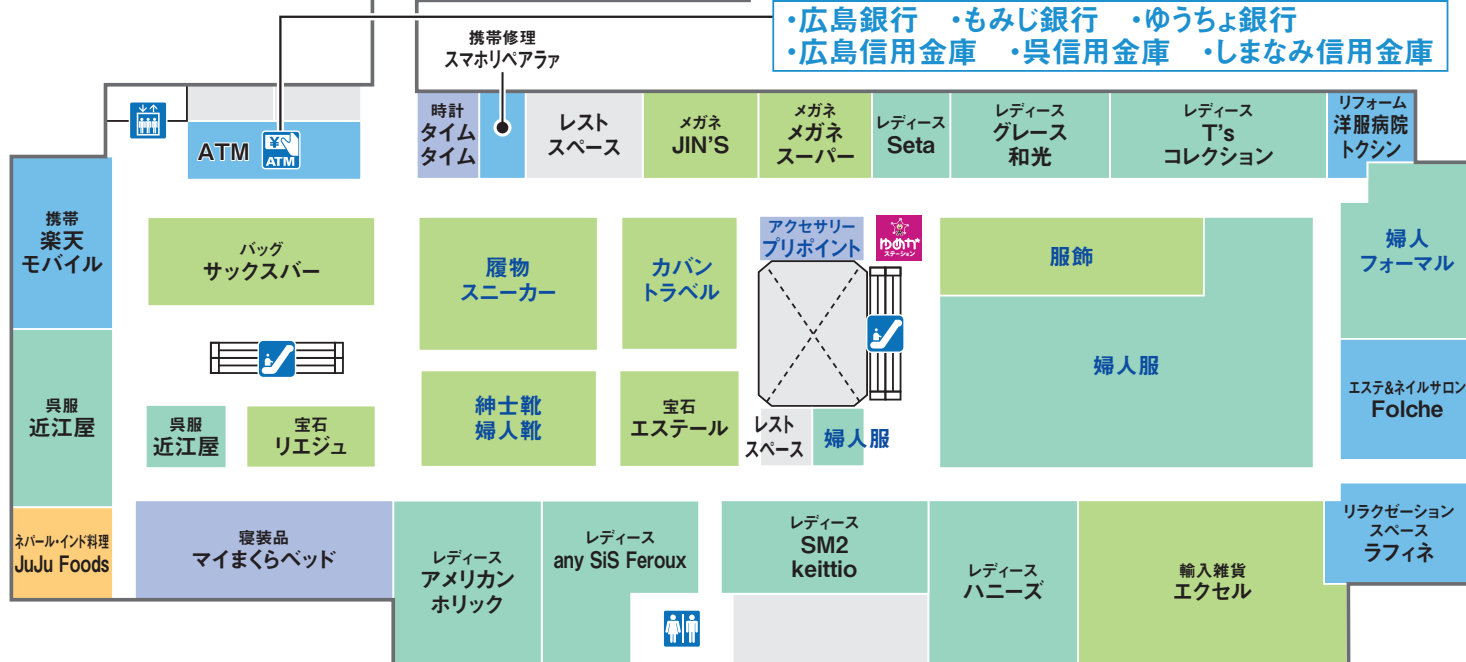 ・広島銀行 ・もみじ銀行 ・ゆうちょ銀行
・広島信用金庫 ・呉信用金庫 ・しまなみ信用金庫
携帯修理
スマホリペアラァ
ATM
¥
ATM
時計
タイム
タイム
レスト
スペース
メガネ
JIN'S
メガネ
メガネ
スーパー
レディース
Seta
レディース
グレース
和光
レディース
T's
コレクション
リフォーム
洋服病院
トクシン
携帯
楽天
モバイル
バッグ
サックスバー
履物
スニーカー
カバン
トラベル
アクセサリー
プリポイント
ゆめか
ステーション
服飾
婦人
フォーマル
婦人服
呉服
近江屋
呉服
近江屋
宝石
リエジュ
紳士靴
婦人靴
宝石
エステール
レスト
スペース
婦人服
エステ&ネイルサロン
Folche
ネパール・インド料理
JuJu Foods
寝装品
マイまくらベッド
レディース
アメリカン
ホリック
レディース
any SiS Feroux
レディース
SM2
keittio
レディース
ハニーズ
輸入雑貨
エクセル
リラクゼーション
スペース
ラフィネ